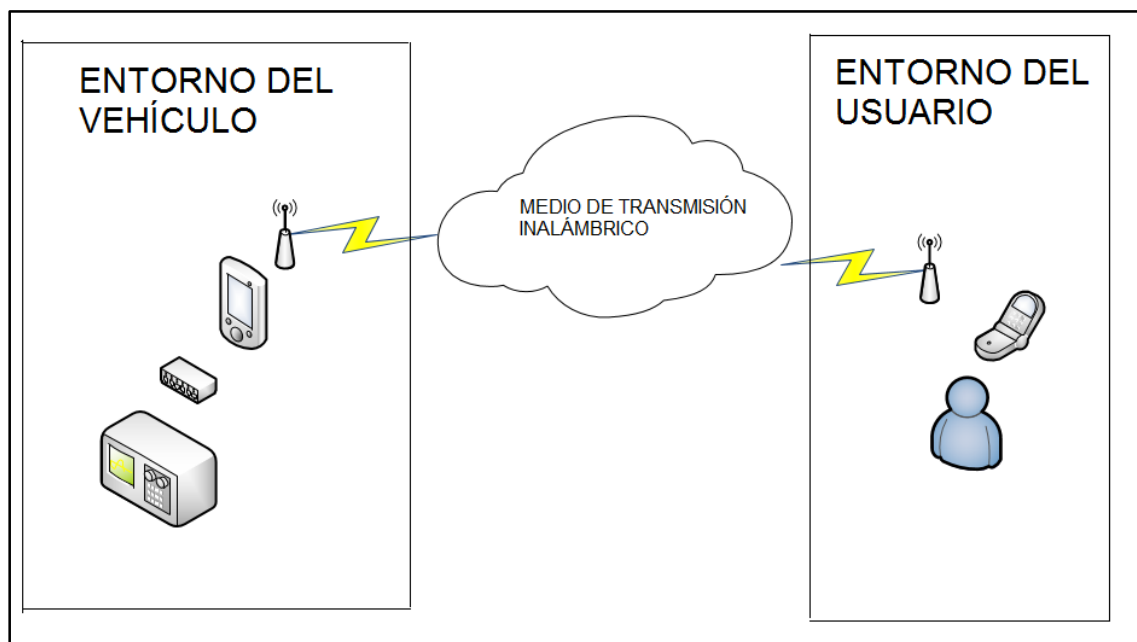 ENTORNO DEL
VEHÍCULO
MEDIO DE TRANSMISIÓN
INALÁMBRICO
ENTORNO DEL
USUARIO